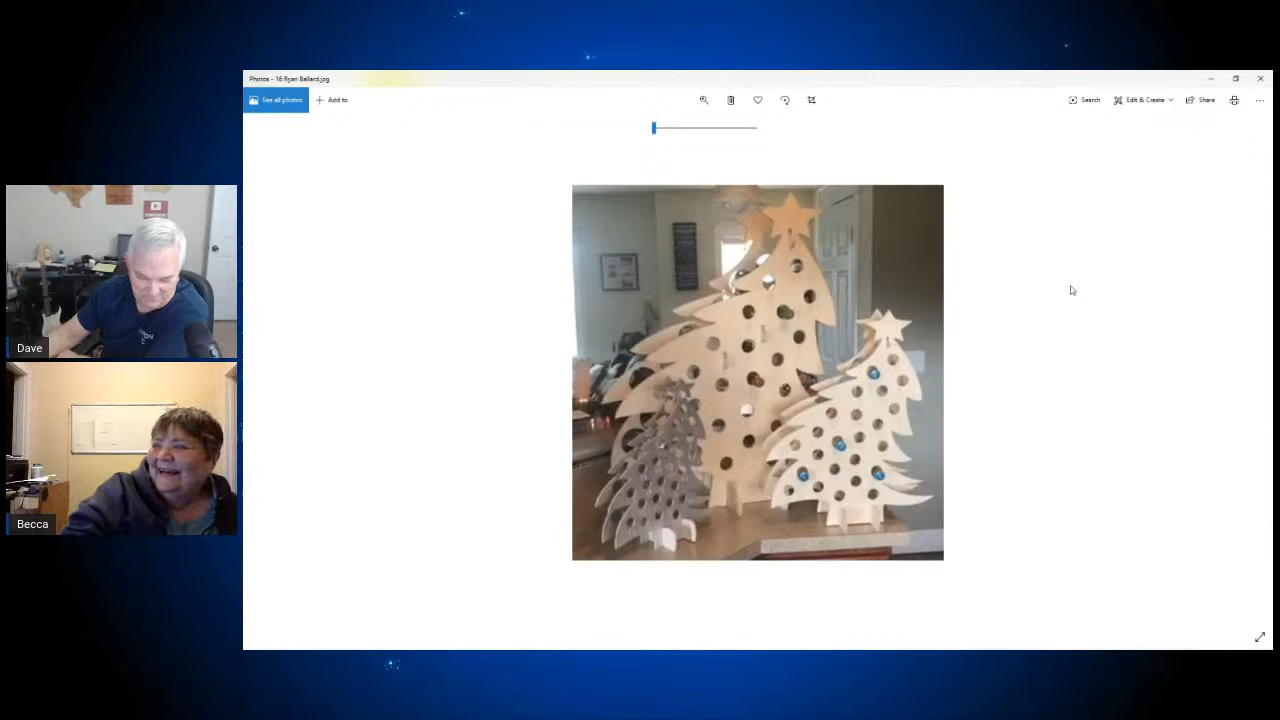 Photos - 16 Ryan Ballard.jpg
See all photos
Add to
Search
Edit & Create
Share
Dave
Becca